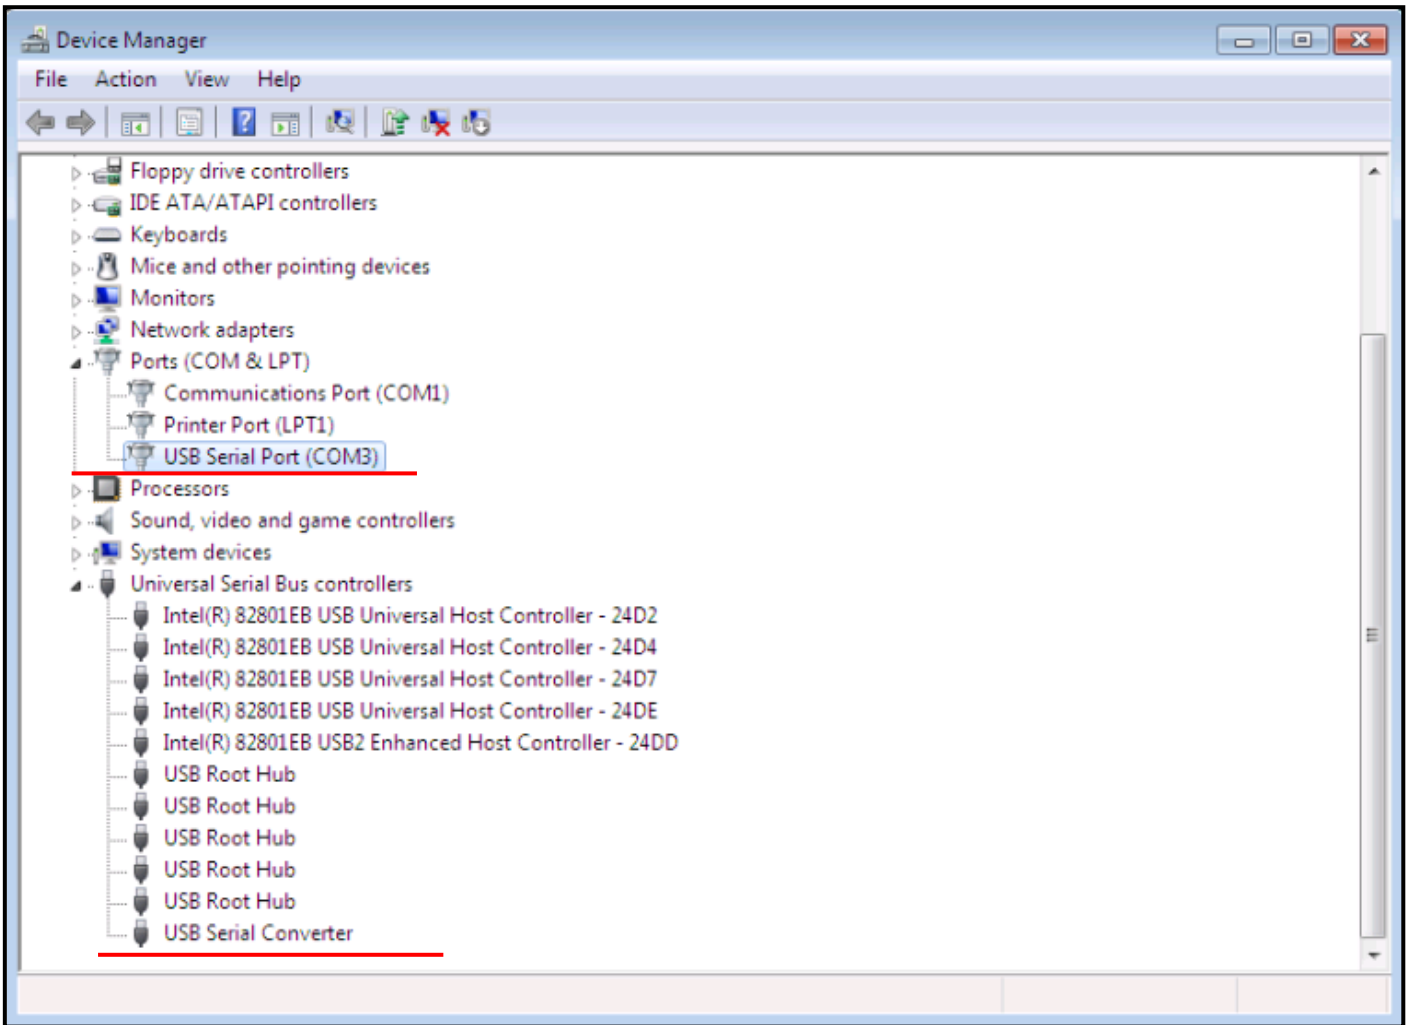 Device Manager
File Action View Help
Floppy drive controllers
IDE ATA/ATAPI controllers
Keyboards
Mice and other pointing devices
Monitors
Network adapters
Ports (COM & LPT)
Communications Port (COM1)
Printer Port (LPT1)
USB Serial Port (COM3)
Processors
Sound, video and game controllers
System devices
Universal Serial Bus controllers
Intel(R) 82801EB USB Universal Host Controller - 24D2
Intel(R) 82801EB USB Universal Host Controller - 24D4
Intel(R) 82801EB USB Universal Host Controller - 24D7
Intel(R) 82801EB USB Universal Host Controller - 24DE
Intel(R) 82801EB USB2 Enhanced Host Controller - 24DD
USB Root Hub
USB Root Hub
USB Root Hub
USB Root Hub
USB Root Hub
USB Serial Converter